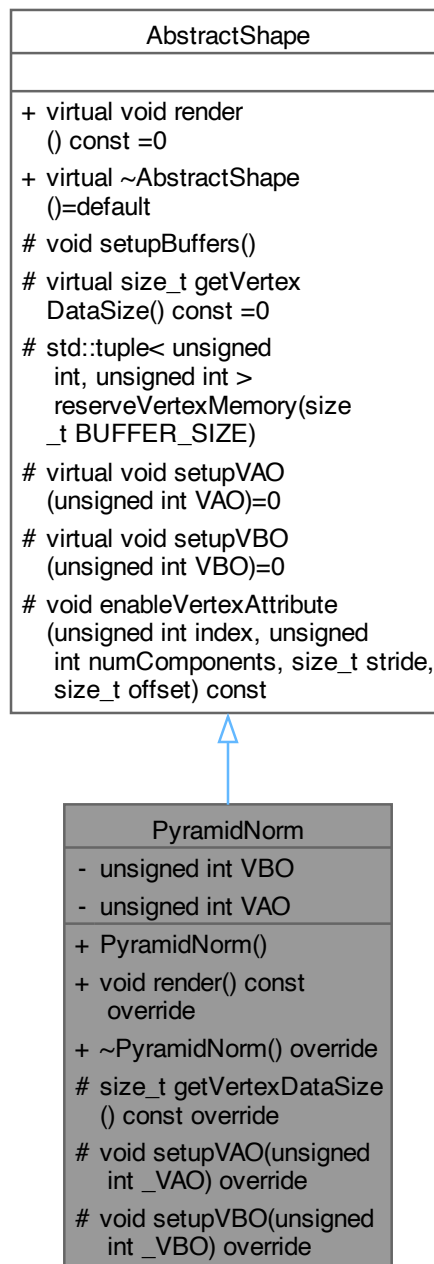 AbstractShape
+ virtual void render
() const =0
+ virtual ~AbstractShape
()=default
# void setupBuffers()
# virtual size_t getVertex
DataSize() const =0
# std::tuple< unsigned
int, unsigned int >
reserveVertexMemory(size
_t BUFFER_SIZE)
# virtual void setupVAO
(unsigned int VAO)=0
# virtual void setupVBO
(unsigned int VBO)=0
# void enableVertexAttribute
(unsigned int index, unsigned
int numComponents, size_t stride,
size_t offset) const
PyramidNorm
- unsigned int VBO
- unsigned int VAO
+ PyramidNorm()
+ void render() const
override
+ ~PyramidNorm() override
# size_t getVertexDataSize
() const override
# void setupVAO(unsigned
int _VAO) override
# void setupVBO(unsigned
int _VBO) override